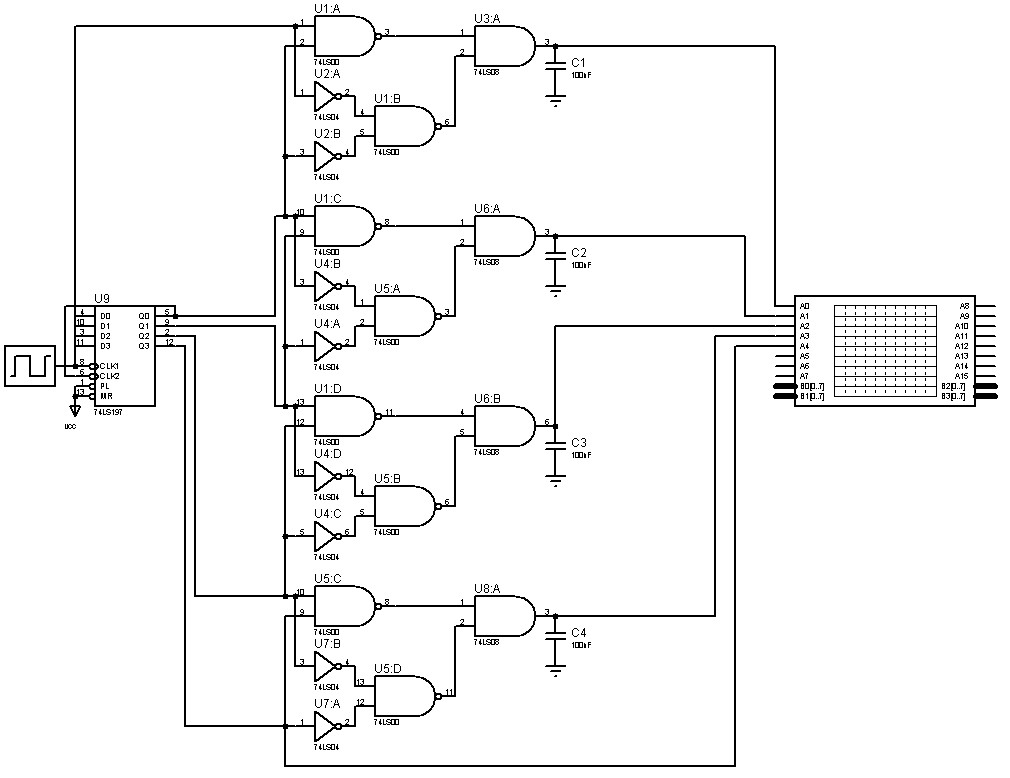 U1:A
1
2
3
74LS00
U3:A
1
2
3
74LS08
C1
100nF
U2:A
1
2
74LS04
U1:B
4
5
6
74LS00
U2:B
3
4
74LS04
U1:C
10
9
8
74LS00
U6:A
1
2
3
74LS08
C2
100nF
U4:B
3
4
74LS04
U5:A
1
2
3
74LS00
U4:A
1
2
74LS04
U9
4 D0 Q0 5
10 D1 Q1 9
3 D2 Q2 2
11 D3 Q3 12
8 CLK1
6 CLK2
1 PL
13 MR
74LS197
UCC
A0 A8
A1 A9
A2 A10
A3 A11
A4 A12
A5 A13
A6 A14
A7 A15
B0[0..7] B2[0..7]
B1[0..7] B3[0..7]
U1:D
13
12
11
74LS00
U6:B
4
5
6
74LS08
C3
100nF
U4:D
13
12
74LS04
U5:B
4
5
6
74LS00
U4:C
5
6
74LS04
U5:C
10
9
8
74LS00
U8:A
1
2
3
74LS08
C4
100nF
U7:B
3
4
74LS04
U5:D
13
12
11
74LS00
U7:A
1
2
74LS04